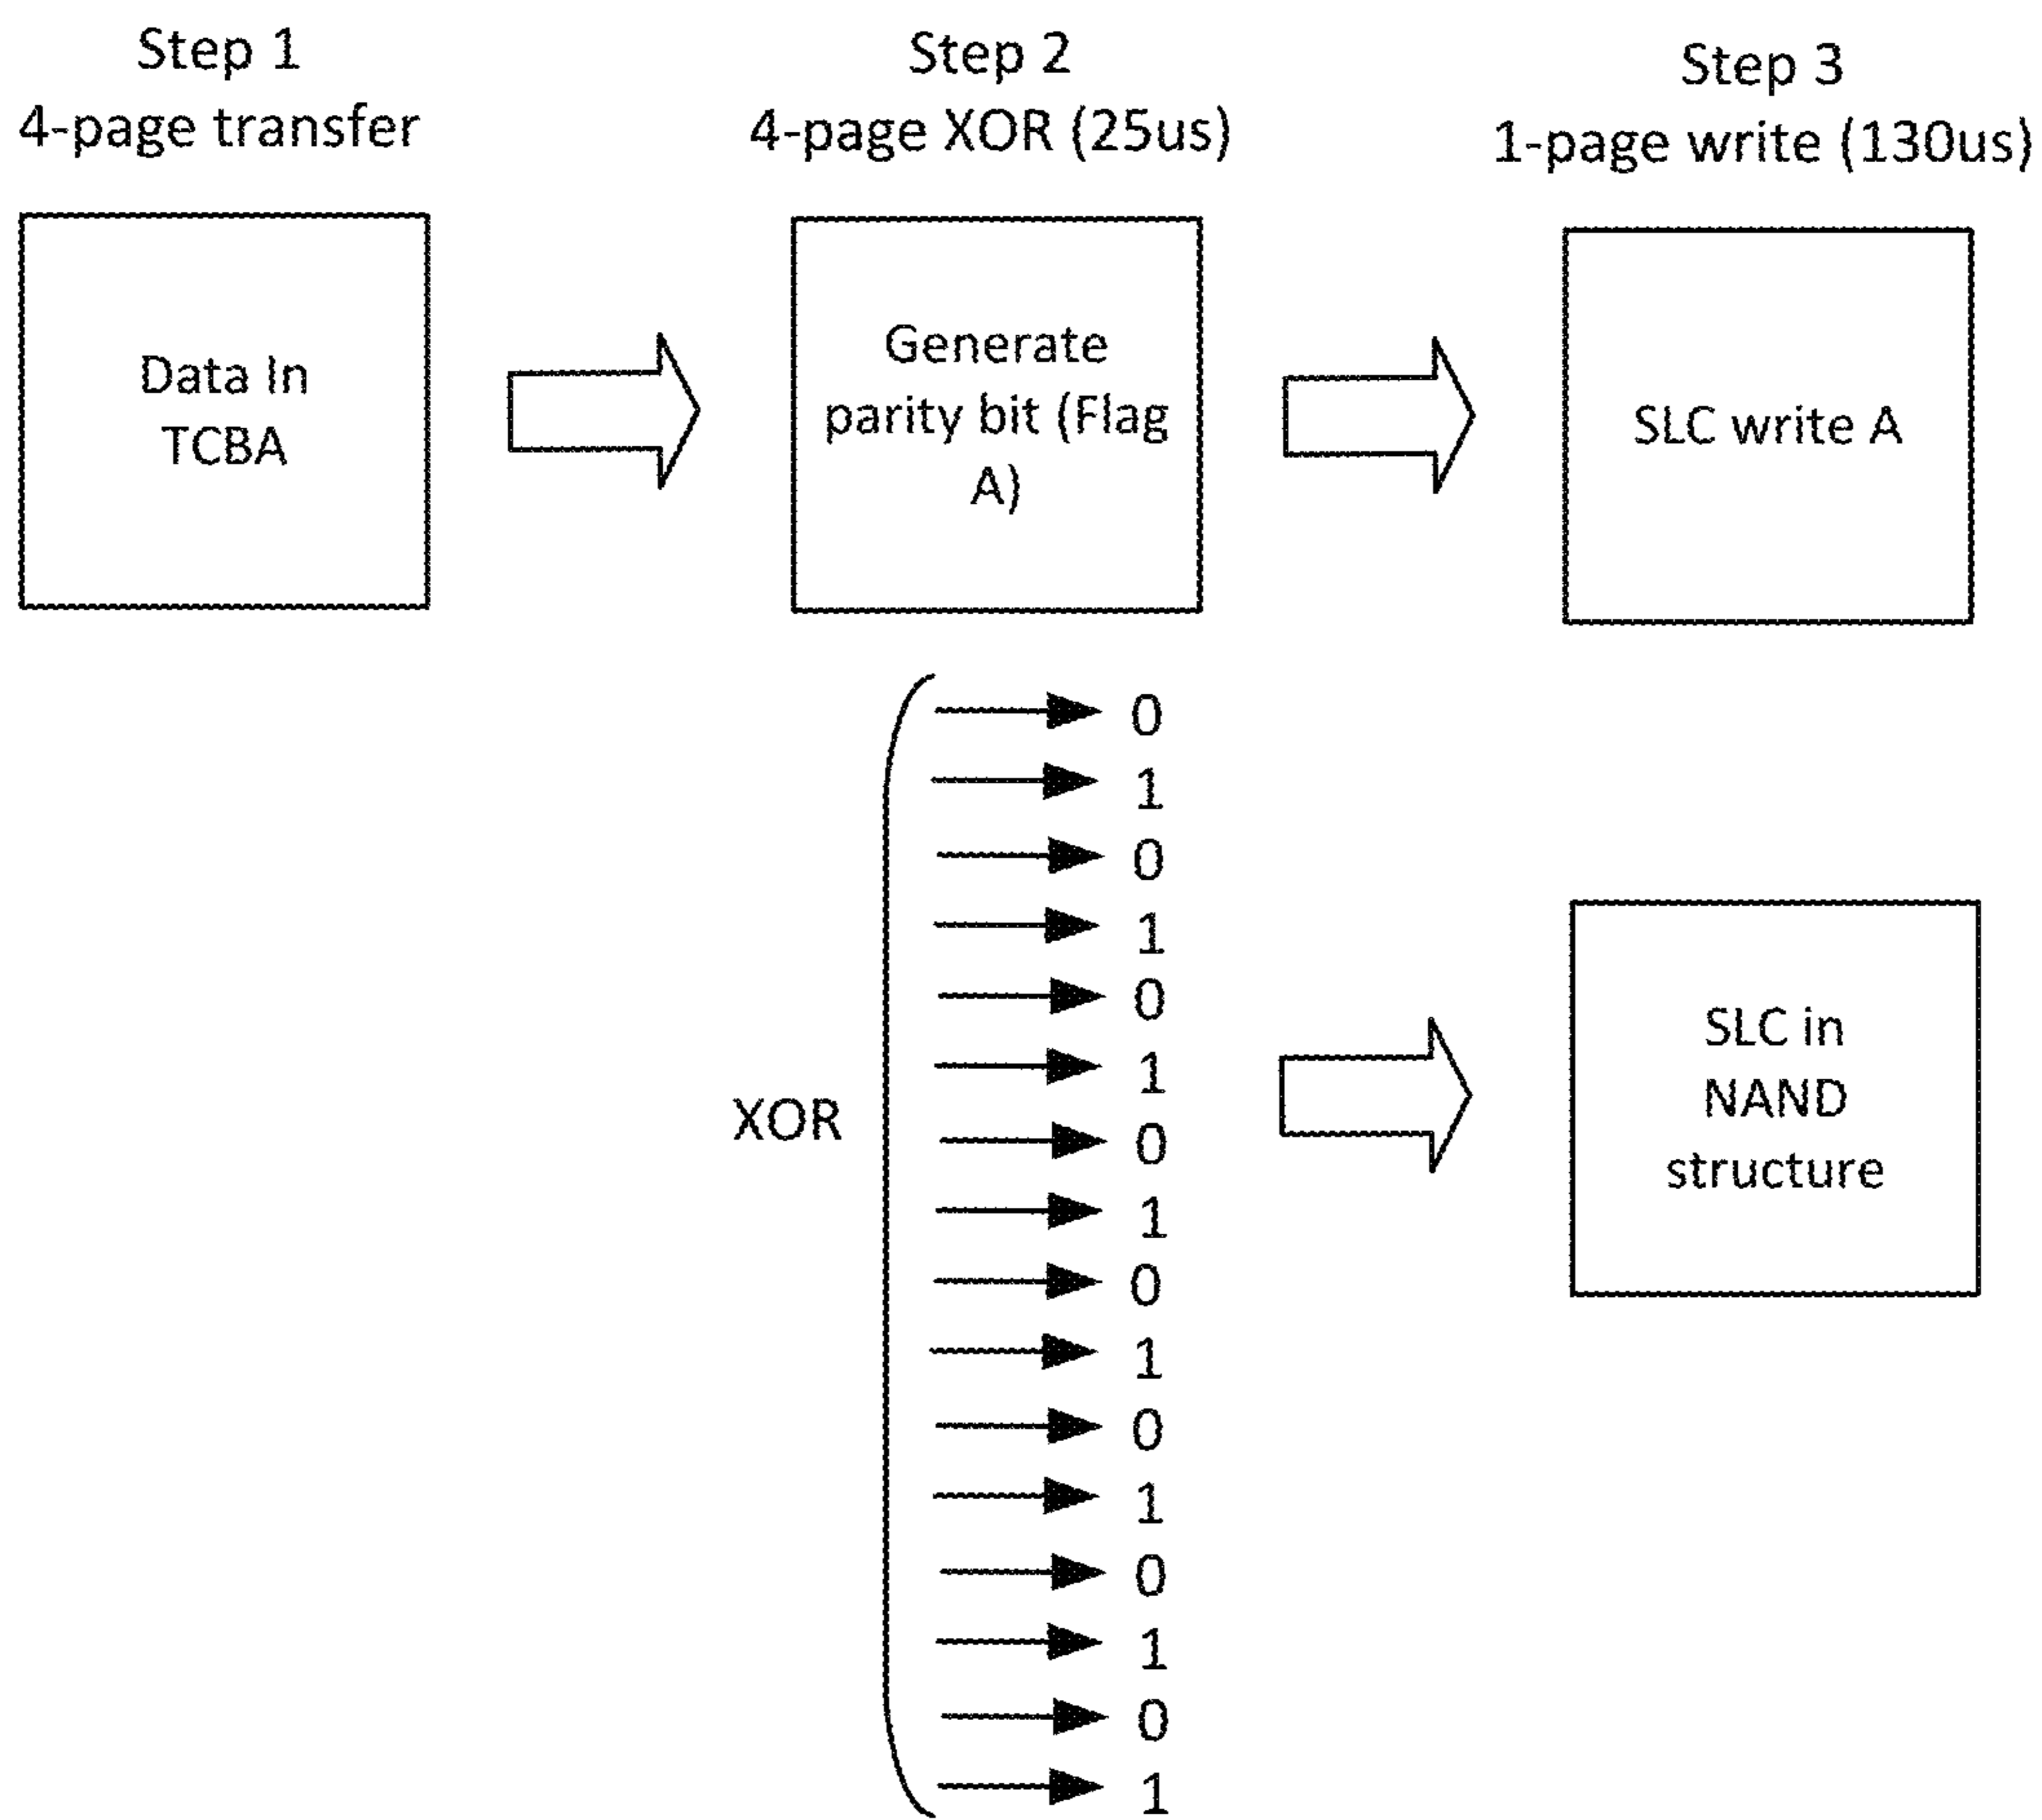 Step 1
4-page transfer
Step 2
4-page XOR (25us)
Step 3
1-page write (130us)
Data In
TCBA
Generate
parity bit (Flag
A)
SLC write A
XOR
0
1
0
1
0
1
0
1
0
1
0
1
0
1
0
1
SLC in
NAND
structure